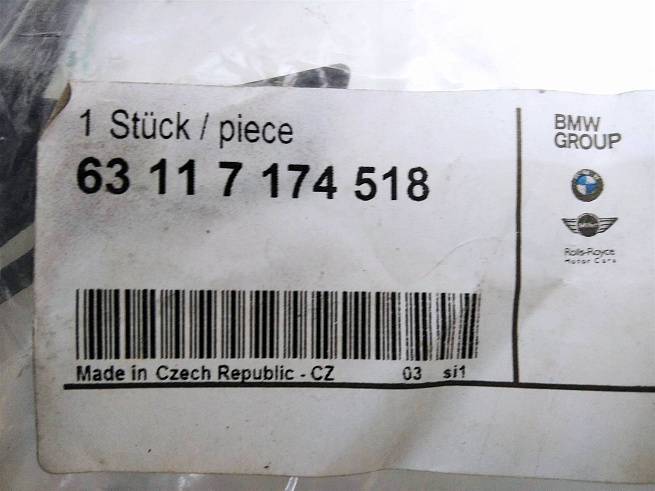 1 Stück / piece
63 11 7 174 518
Made in Czech Republic - CZ 03 si1
BMW
GROUP
Rolls-Royce
Motor Cars